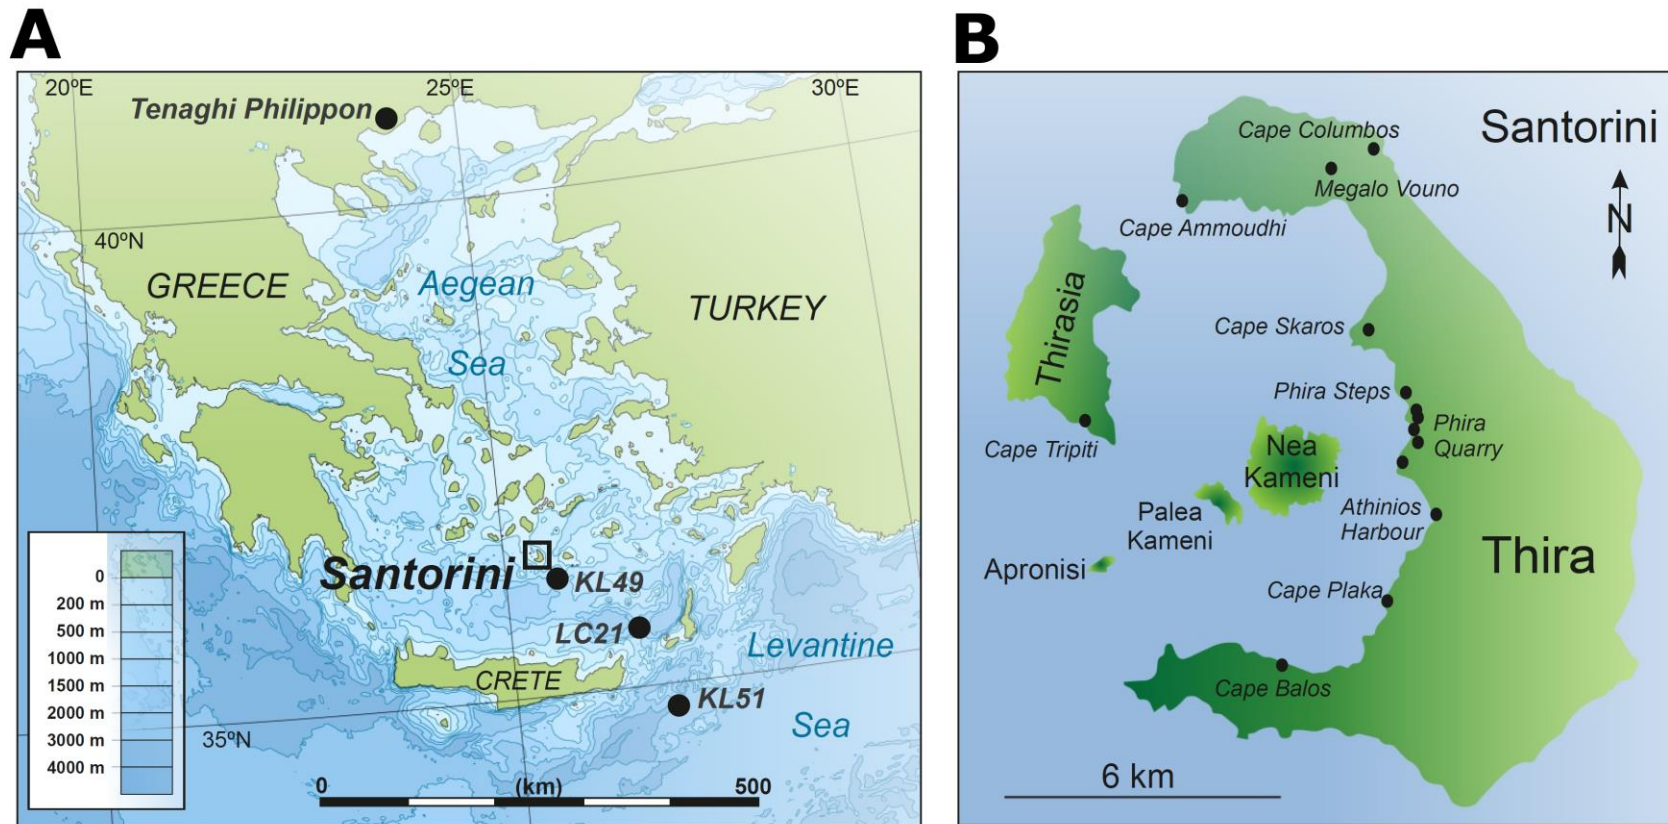 A
20ºE
25ºE
30ºE
Tenaghi Philippon
40ºN
GREECE
Aegean
Sea
TURKEY
Santorini
KL49
LC21
Levantine
Sea
CRETE
KL51
35ºN
0
200 m
500 m
1000 m
1500 m
2000 m
3000 m
4000 m
0 (km) 500
B
Santorini
N
Cape Columbos
Megalo Vouno
Cape Ammoudhi
Thirasia
Cape Skaros
Phira Steps
Phira
Quarry
Cape Tripiti
Nea
Kameni
Palea
Kameni
Athinios
Harbour
Apronisi
Thira
Cape Plaka
Cape Balos
6 km